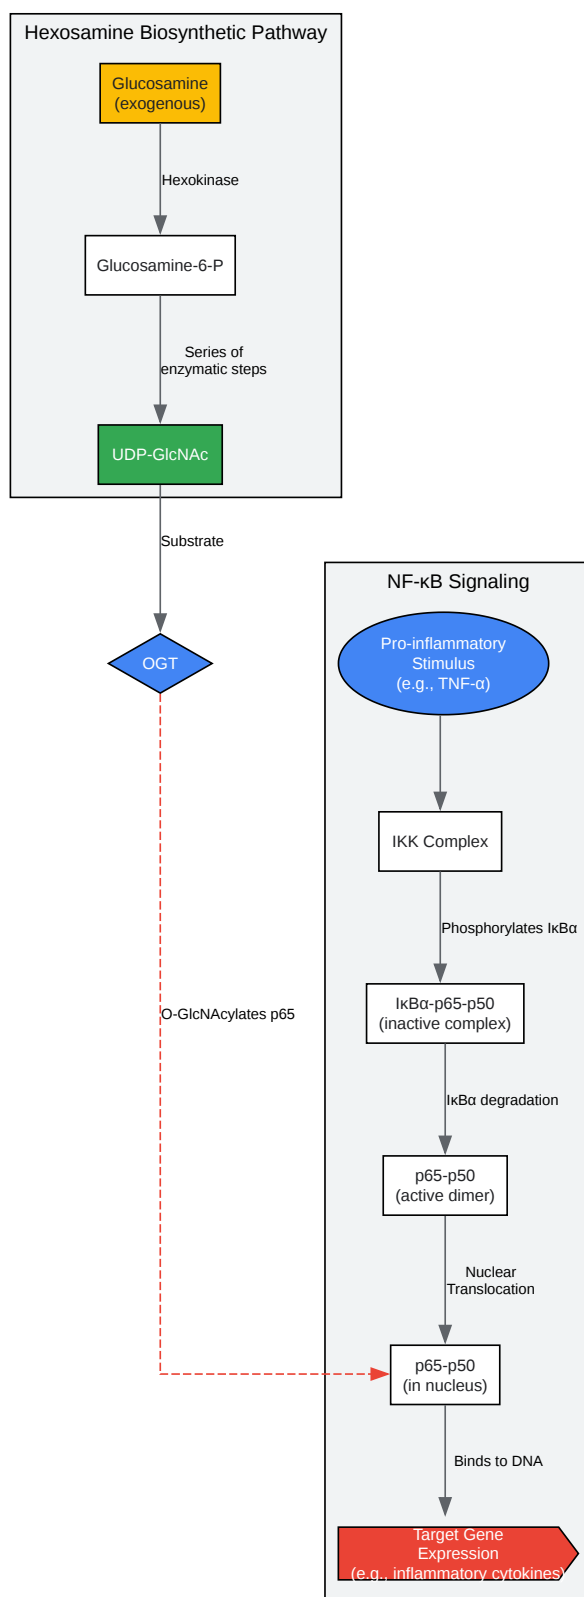 Hexosamine Biosynthetic Pathway
Glucosamine
(exogenous)
Hexokinase
Glucosamine-6-P
Series of
enzymatic steps
UDP-GlcNAc
Substrate
OGT
O-GlcNAcylates p65
NF-κB Signaling
Pro-inflammatory
Stimulus
(e.g., TNF-α)
IKK Complex
Phosphorylates IκBα
IκBα-p65-p50
(inactive complex)
IκBα degradation
p65-p50
(active dimer)
Nuclear
Translocation
p65-p50
(in nucleus)
Binds to DNA
Target Gene
Expression
(e.g., inflammatory cytokines)